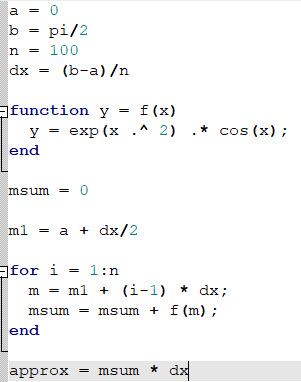 a = 0
b = pi/2
n = 100
dx = (b-a)/n
function y = f(x)
y = exp(x .^ 2) .* cos(x);
end
msum = 0
m1 = a + dx/2
for i = 1:n
m = m1 + (i-1) * dx;
msum = msum + f(m);
end
approx = msum * dx